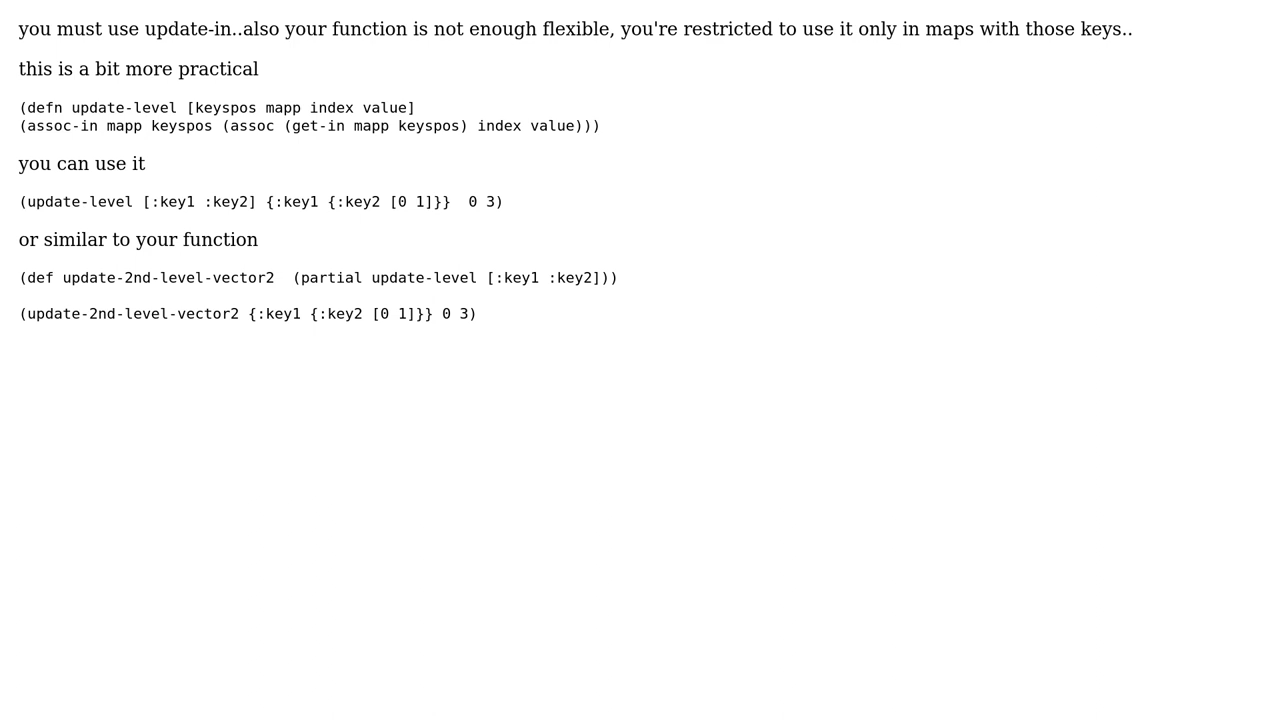 you must use update-in..also your function is not enough flexible, you're restricted to use it only in maps with those keys..
this is a bit more practical
(defn update-level [keyspos mapp index value]
(assoc-in mapp keyspos (assoc (get-in mapp keyspos) index value)))
you can use it
(update-level [:key1 :key2] {:key1 {:key2 [0 1]}}  0 3)
or similar to your function
(def update-2nd-level-vector2  (partial update-level [:key1 :key2]))
(update-2nd-level-vector2 {:key1 {:key2 [0 1]}} 0 3)